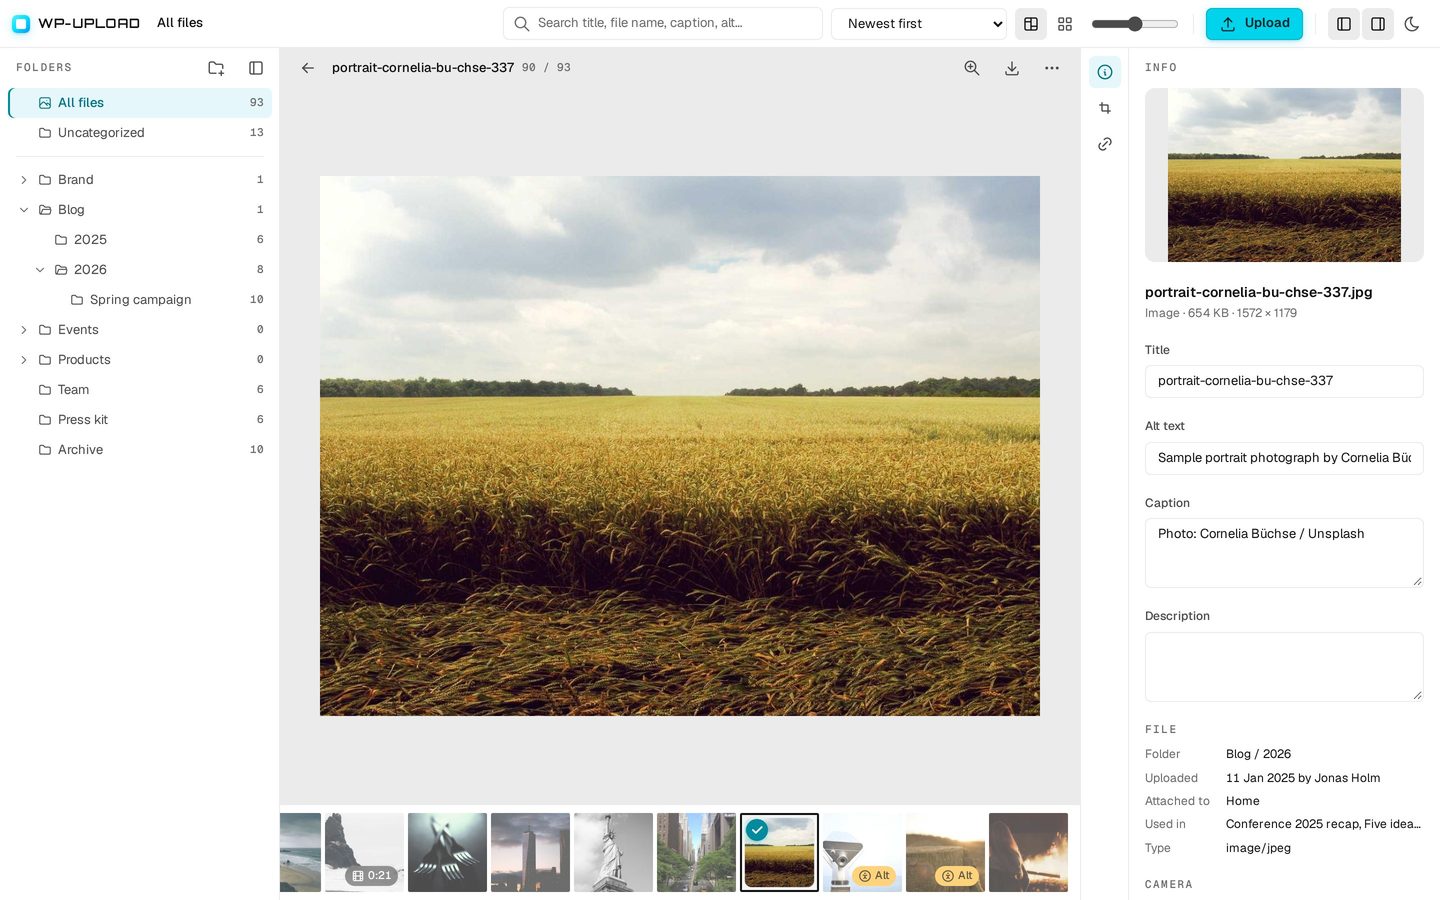 WP-UPLOAD
All files
Search title, file name, caption, alt…
Newest first
Upload
FOLDERS
All files 93
Uncategorized 13
Brand 1
Blog 1
2025 6
2026 8
Spring campaign 10
Events 0
Products 0
Team 6
Press kit 6
Archive 10
portrait-cornelia-bu-chse-337 90 / 93
0:21
Alt
Alt
INFO
portrait-cornelia-bu-chse-337.jpg
Image · 654 KB · 1572 × 1179
Title
portrait-cornelia-bu-chse-337
Alt text
Sample portrait photograph by Cornelia Büc
Caption
Photo: Cornelia Büchse / Unsplash
Description
FILE
Folder Blog / 2026
Uploaded 11 Jan 2025 by Jonas Holm
Attached to Home
Used in Conference 2025 recap, Five idea…
Type image/jpeg
CAMERA